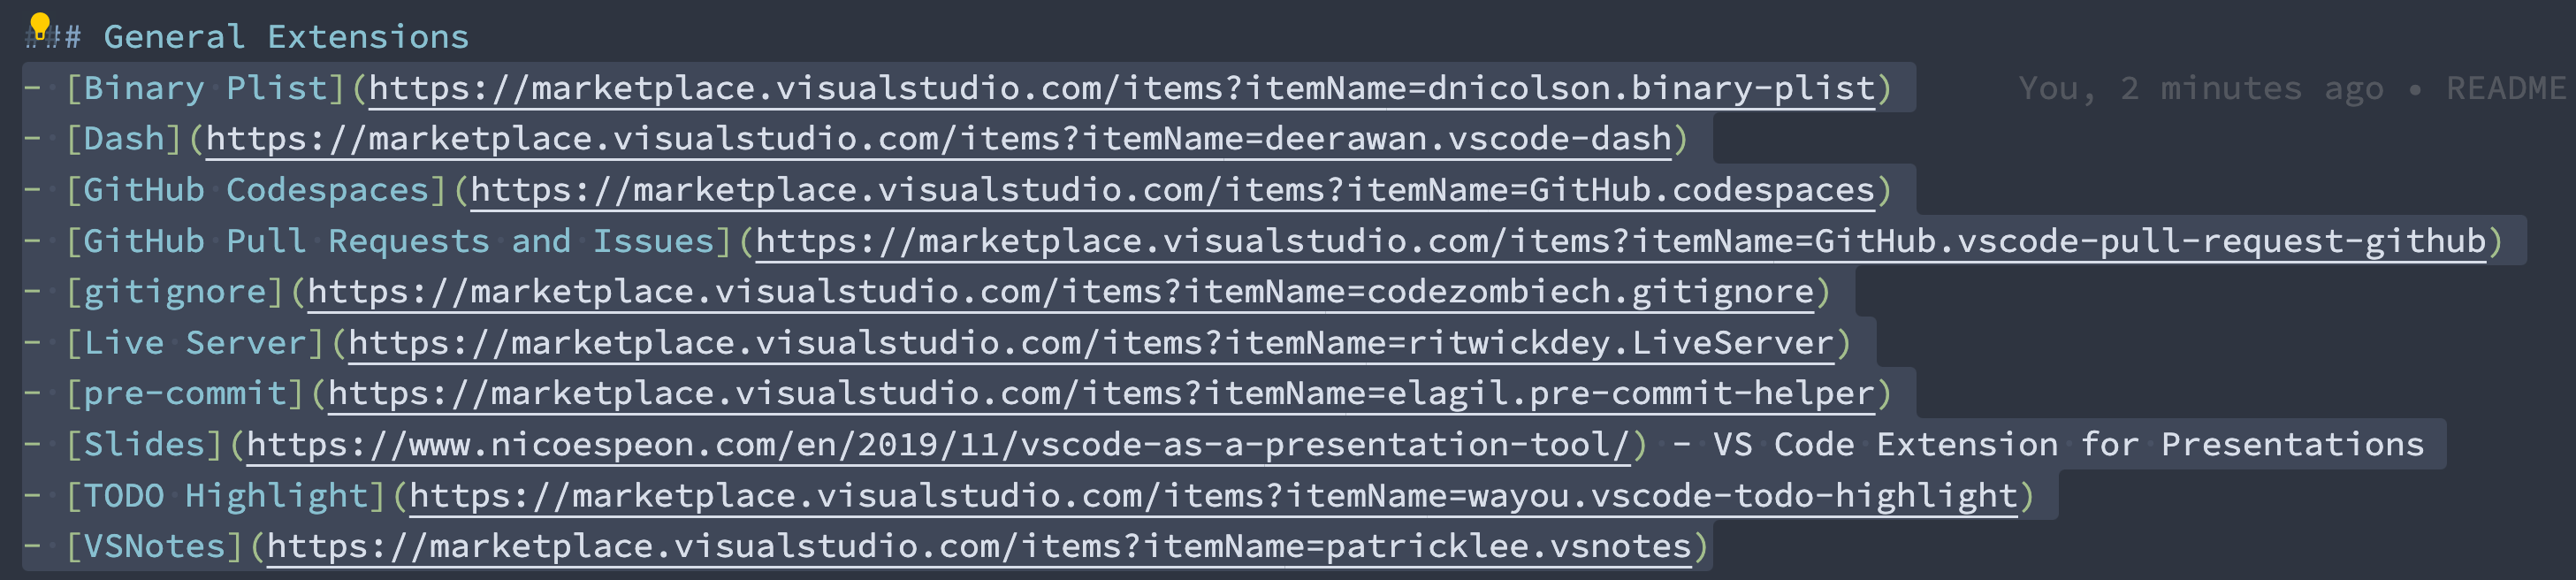 ### General Extensions
- [Binary Plist](https://marketplace.visualstudio.com/items?itemName=dnicolson.binary-plist) You, 2 minutes ago • README
- [Dash](https://marketplace.visualstudio.com/items?itemName=deerawan.vscode-dash)
- [GitHub Codespaces](https://marketplace.visualstudio.com/items?itemName=GitHub.codespaces)
- [GitHub Pull Requests and Issues](https://marketplace.visualstudio.com/items?itemName=GitHub.vscode-pull-request-github)
- [gitignore](https://marketplace.visualstudio.com/items?itemName=codezombiech.gitignore)
- [Live Server](https://marketplace.visualstudio.com/items?itemName=ritwickdey.LiveServer)
- [pre-commit](https://marketplace.visualstudio.com/items?itemName=elagil.pre-commit-helper)
- [Slides](https://www.nicoespeon.com/en/2019/11/vscode-as-a-presentation-tool/) - VS Code Extension for Presentations
- [TODO Highlight](https://marketplace.visualstudio.com/items?itemName=wayou.vscode-todo-highlight)
- [VSNotes](https://marketplace.visualstudio.com/items?itemName=patricklee.vsnotes)